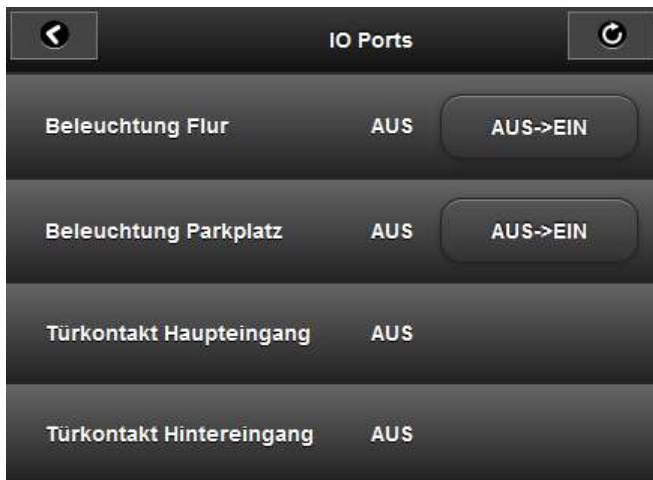 IO Ports
Beleuchtung Flur AUS AUS->EIN
Beleuchtung Parkplatz AUS AUS->EIN
Türkontakt Haupteingang AUS
Türkontakt Hintereingang AUS